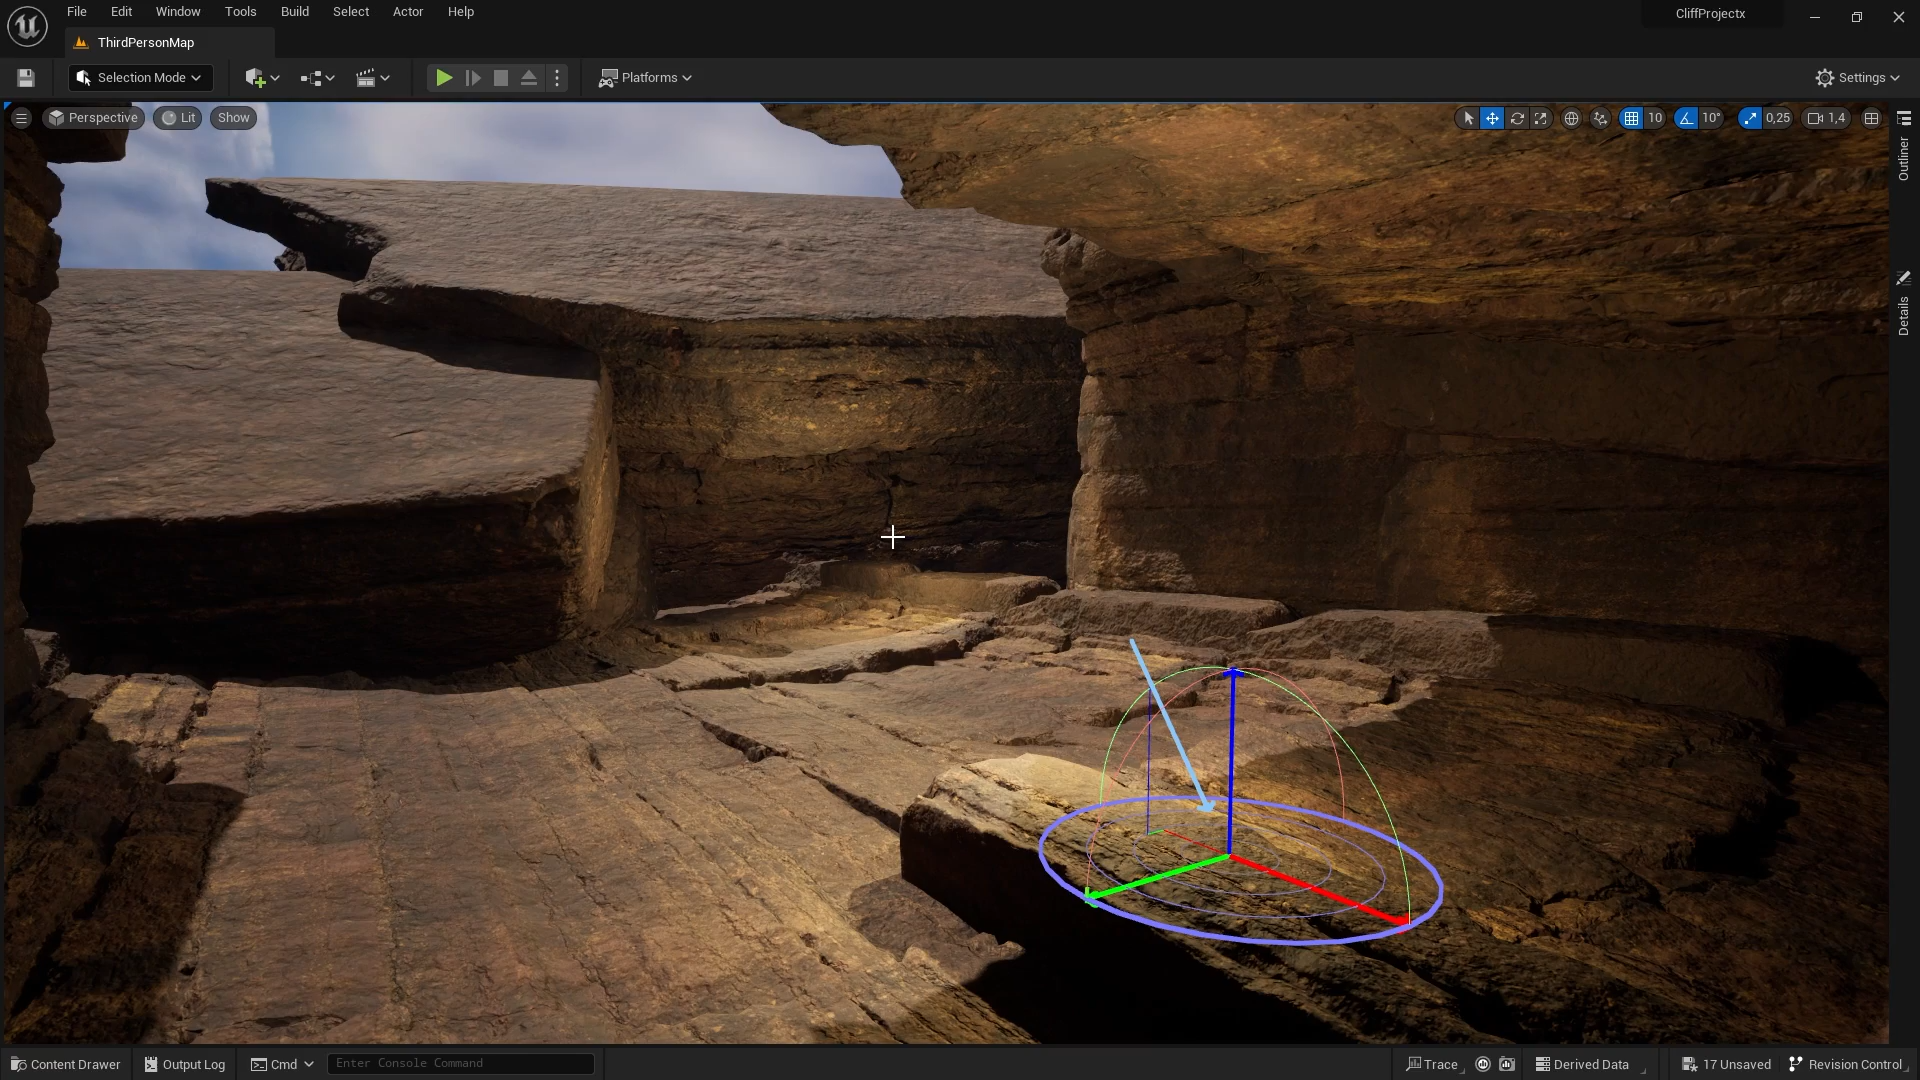 File Edit Window Tools Build Select Actor Help
CliffProjectx
ThirdPersonMap
Selection Mode
Platforms
Settings
Perspective Lit Show
10 10° 0,25 1,4
Outliner
Details
Content Drawer Output Log Cmd Enter Console Command Trace Derived Data 17 Unsaved Revision Control